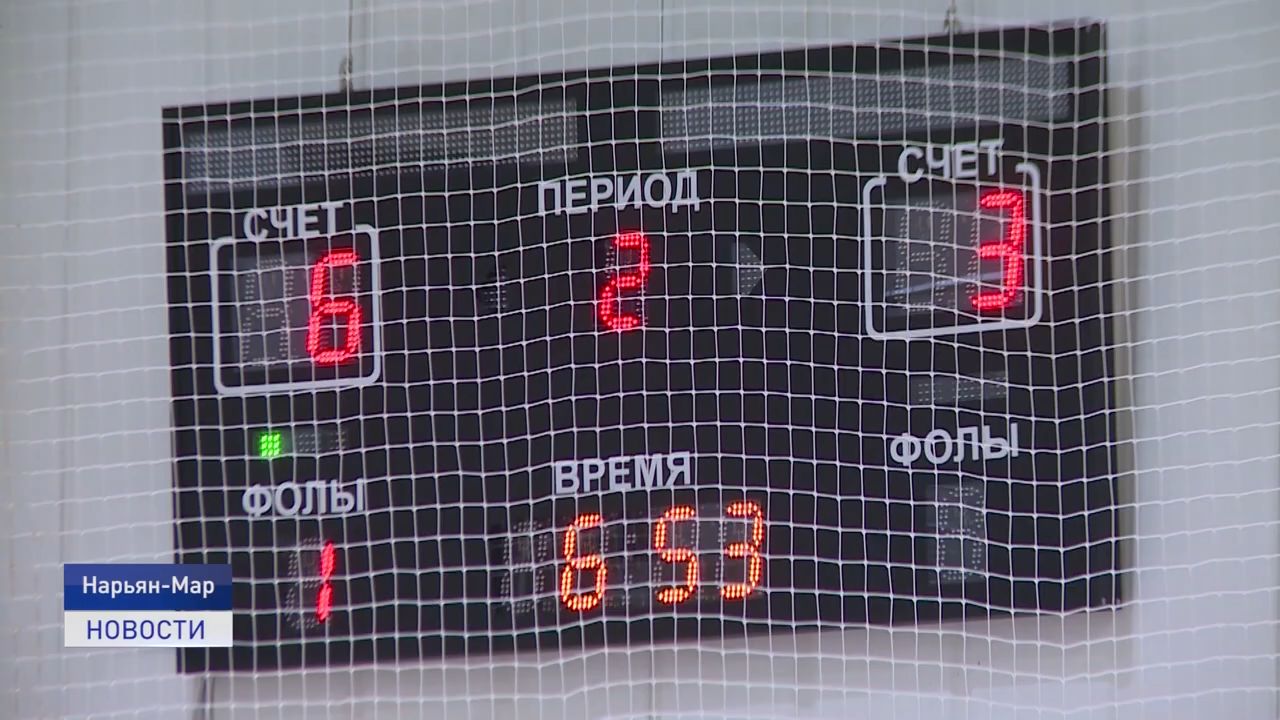 СЧЕТ
ПЕРИОД
СЧЕТ
6
2
3
ФОЛЫ
ВРЕМЯ
ФОЛЫ
1
6 53
Нарьян-Мар
НОВОСТИ